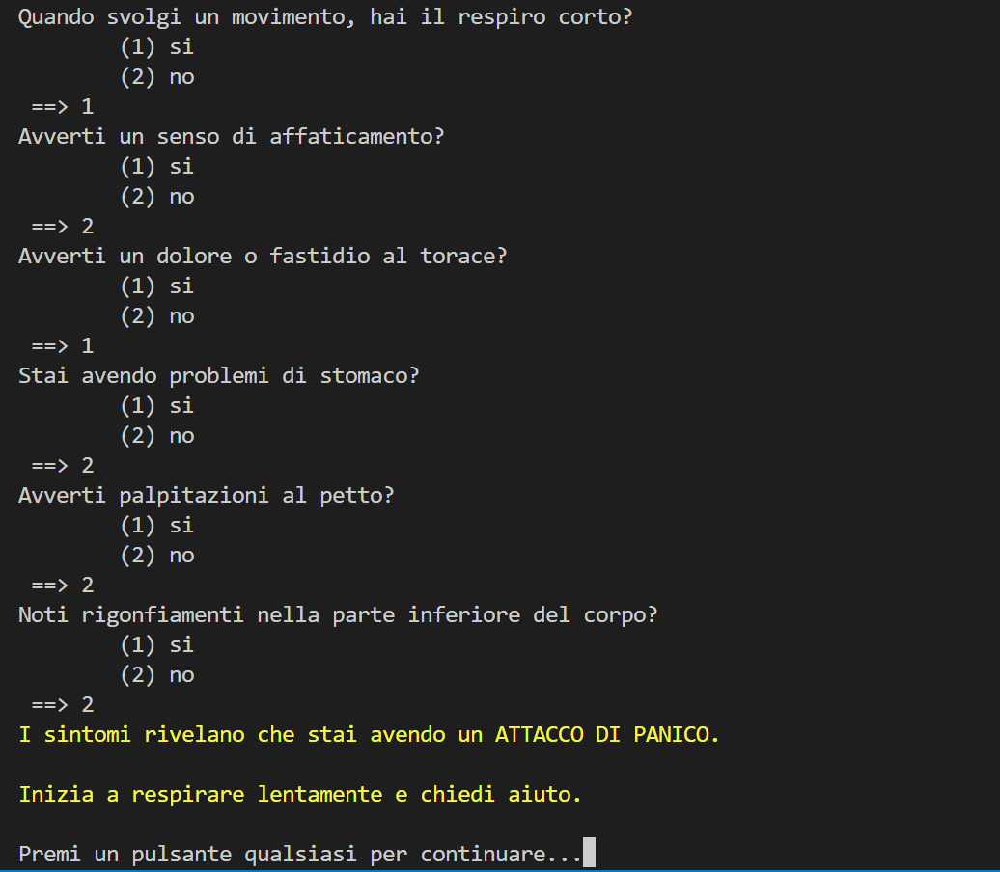 Quando svolgi un movimento, hai il respiro corto?
(1) si
(2) no
==> 1
Avverti un senso di affaticamento?
(1) si
(2) no
==> 2
Avverti un dolore o fastidio al torace?
(1) si
(2) no
==> 1
Stai avendo problemi di stomaco?
(1) si
(2) no
==> 2
Avverti palpitazioni al petto?
(1) si
(2) no
==> 2
Noti rigonfiamenti nella parte inferiore del corpo?
(1) si
(2) no
==> 2
I sintomi rivelano che stai avendo un ATTACCO DI PANICO.
Inizia a respirare lentamente e chiedi aiuto.
Premi un pulsante qualsiasi per continuare...